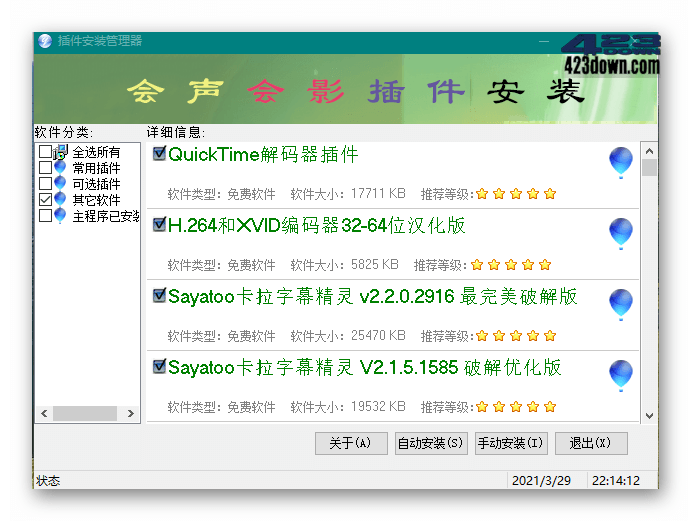 插件安装管理器
423
423down.com
会声会影插件安装
软件分类:
详细信息:
全选所有
常用插件
可选插件
其它软件
主程序已安装
QuickTime解码器插件
软件类型: 免费软件 软件大小: 17711 KB 推荐等级:
H.264和XVID编码器32-64位汉化版
软件类型: 免费软件 软件大小: 5825 KB 推荐等级:
Sayatoo卡拉字幕精灵 v2.2.0.2916 最完美破解版
软件类型: 免费软件 软件大小: 25470 KB 推荐等级:
Sayatoo卡拉字幕精灵 V2.1.5.1585 破解优化版
软件类型: 免费软件 软件大小: 19532 KB 推荐等级:
关于(A) 自动安装(S) 手动安装(I) 退出(X)
状态 2021/3/29 22:14:12